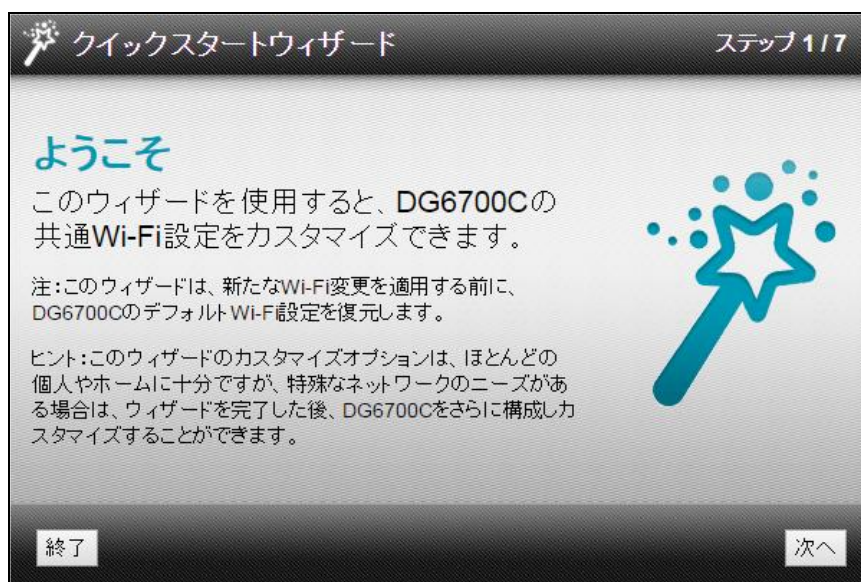 クイックスタートウィザード
ステップ 1 / 7
ようこそ
このウィザードを使用すると、DG6700Cの
共通Wi-Fi設定をカスタマイズできます。
注:このウィザードは、新たなWi-Fi変更を適用する前に、
DG6700CのデフォルトWi-Fi設定を復元します。
ヒント:このウィザードのカスタマイズオプションは、ほとんどの
個人やホームに十分ですが、特殊なネットワークのニーズがあ
る場合は、ウィザードを完了した後、DG6700Cをさらに構成しカ
スタマイズすることができます。
終了
次へ